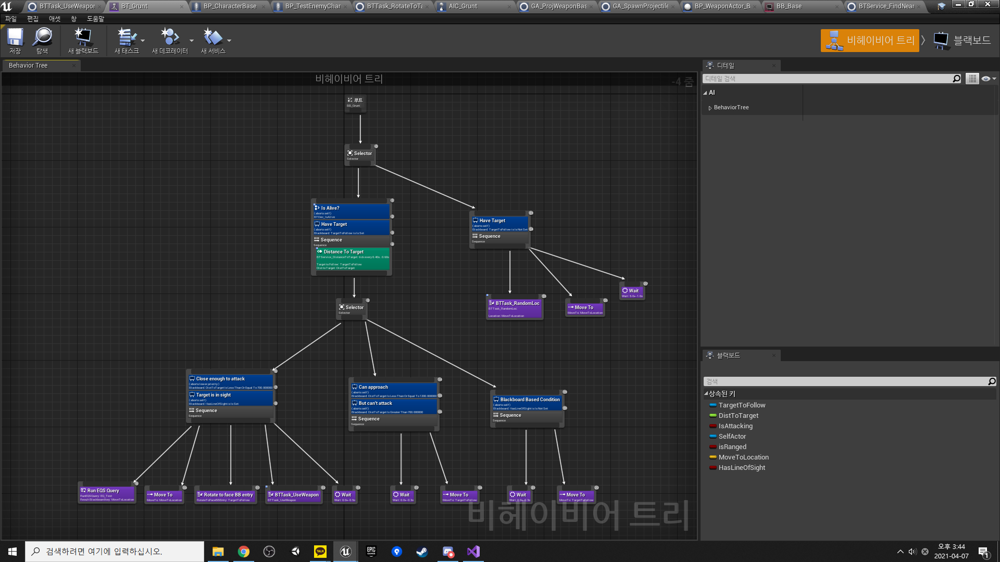 BTTask_UseWeapor
BT_Grunt
BP_CharacterBase
BP_TestEnemyChar
BTTask_RotateToTa
AIC_Grunt
GA_ProjWeaponBas
GA_SpawnProjectile
BP_WeaponActor_B
BB_Base
BTService_FindNear
파일
편집
애셋
창
도움말
저장
탐색
새 블랙보드
새 태스크
새 데코레이터
새 서비스
비헤이비어 트리
블랙보드
Behavior Tree
비헤이비어 트리
-4 줌
루트
BB_Grunt
Selector
Selector
Is Alive?
( aborts self )
BTDec_IsAlive
Have Target
( aborts self )
Blackboard: TargetToFollow is Is Set
Sequence
Sequence
Distance To Target
BTService_DistanceToTarget: tick every 0.40s..0.60s
Target to Follow: TargetToFollow
Dist to Target: DistToTarget
Have Target
( aborts self )
Blackboard: TargetToFollow is Is Not Set
Sequence
Sequence
BTTask_RandomLoc
BTTask_RandomLoc
Location: MoveToLocation
Move To
MoveTo: MoveToLocation
Wait
Wait: 5.0+-1.0s
Selector
Selector
Close enough to attack
( aborts lower priority )
Blackboard: DistToTarget Is Less Than Or Equal To 700.000000
Target is in sight
( aborts self )
Blackboard: HasLineOfSight is Is Set
Sequence
Sequence
Can approach
( aborts self )
Blackboard: DistToTarget Is Less Than Or Equal To 1200.000000
But can't attack
( aborts self )
Blackboard: DistToTarget Is Greater Than 700.000000
Sequence
Sequence
Blackboard Based Condition
( aborts self )
Blackboard: HasLineOfSight is Is Not Set
Sequence
Sequence
Run EQS Query
RunEQSQuery: EQ_Test
Result Blackboard key: MoveToLocation
Move To
MoveTo: MoveToLocation
Rotate to face BB entry
RotateToFaceBBEntry: TargetToFollow
BTTask_UseWeapon
BTTask_UseWeapon
Wait
Wait: 0.0+-0.5s
Wait
Wait: 0.0+-0.3s
Move To
MoveTo: TargetToFollow
Wait
Wait: 0.0+-0.3s
Move To
MoveTo: TargetToFollow
비헤이비어 트리
디테일
디테일 검색
AI
BehaviorTree
블랙보드
검색
상속된 키
TargetToFollow
DistToTarget
IsAttacking
SelfActor
isRanged
MoveToLocation
HasLineOfSight
검색하려면 여기에 입력하십시오.
TALK
EPIC
GAMES
오후 3:44
2021-04-07
1